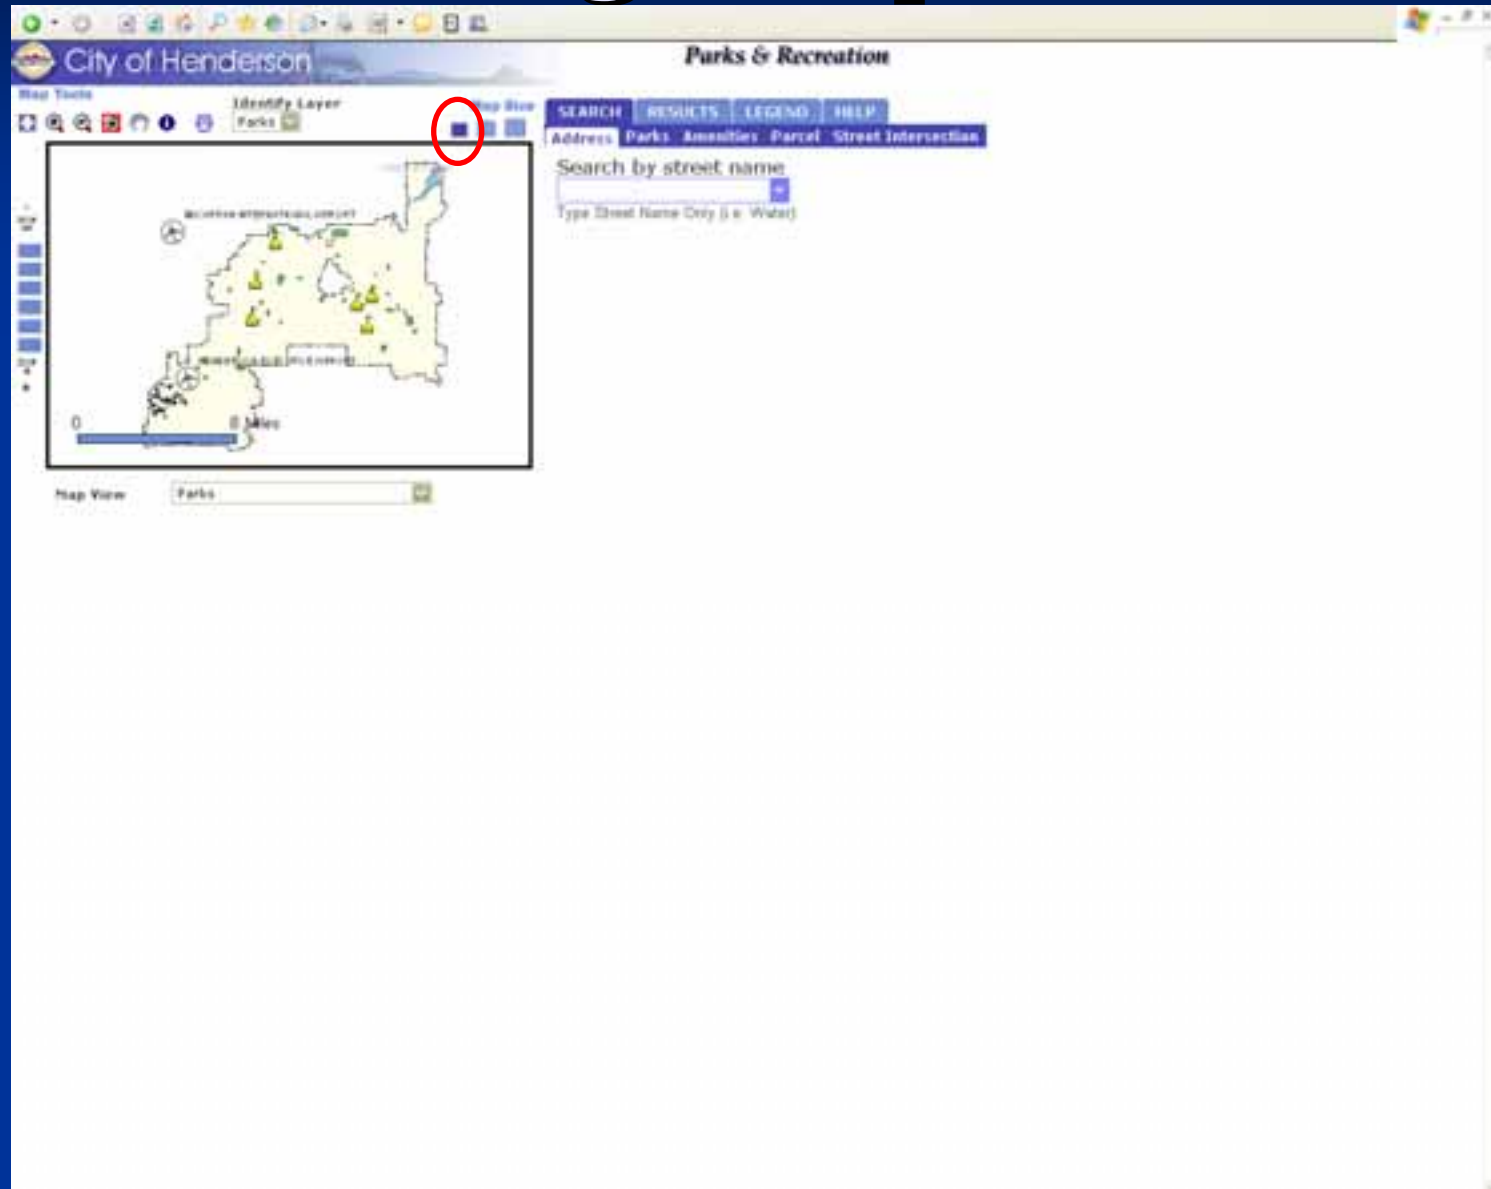 City of Henderson
Parks & Recreation
Map Tools
Identify Layer
Parks
Map Size
SEARCH RESULTS LEGEND HELP
Address Parks Amenities Parcel Street Intersection
Search by street name
Type Street Name Only (i.e. Water)
0 8 Miles
Map View Parks